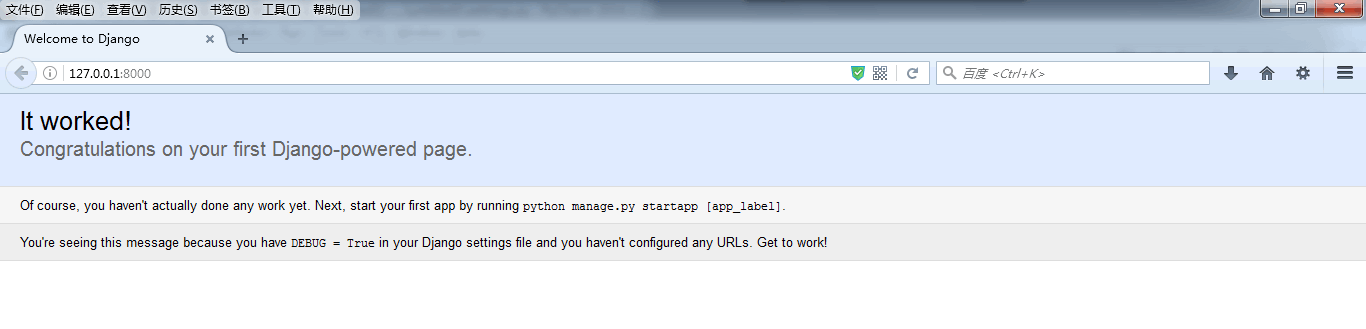 文件(F) 编辑(E) 查看(V) 历史(S) 书签(B) 工具(T) 帮助(H)
Welcome to Django
127.0.0.1:8000
百度 <Ctrl+K>
It worked!
Congratulations on your first Django-powered page.
Of course, you haven't actually done any work yet. Next, start your first app by running python manage.py startapp [app_label].
You're seeing this message because you have DEBUG = True in your Django settings file and you haven't configured any URLs. Get to work!